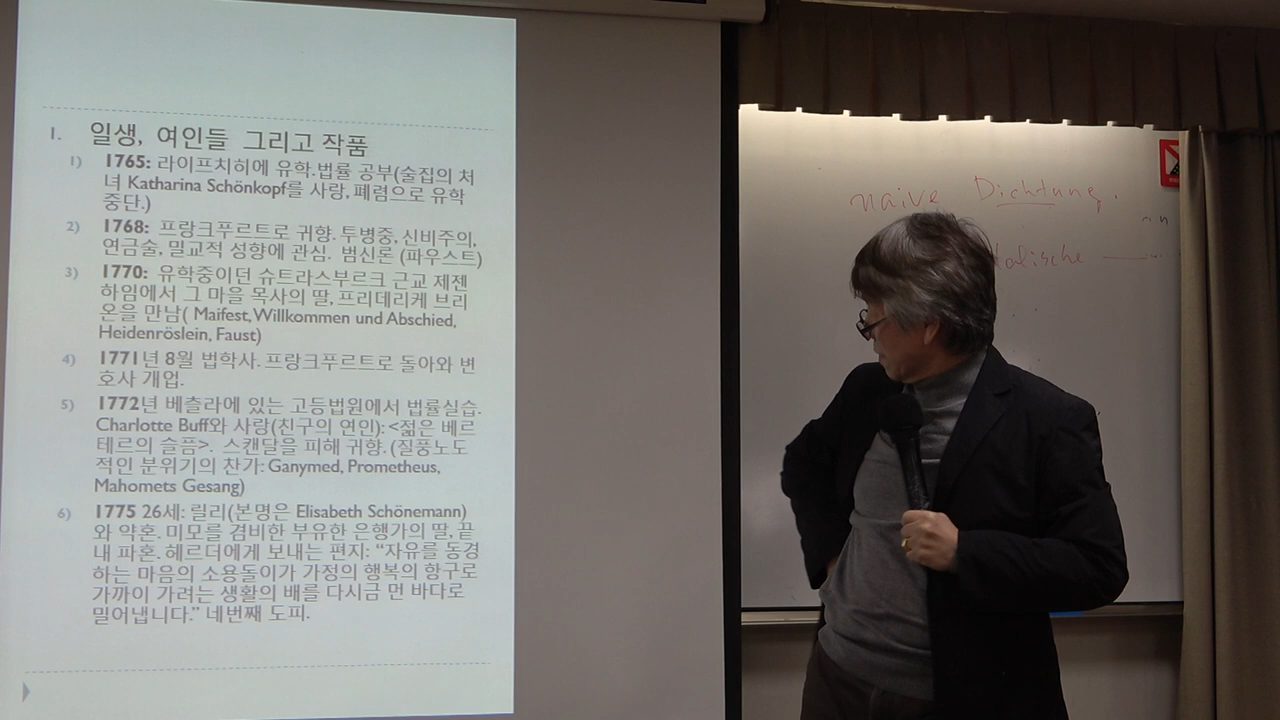 I. 일생, 여인들 그리고 작품
1) 1765: 라이프치히에 유학.법률 공부(술집의 처
녀 Katharina Schönkopf를 사랑, 폐렴으로 유학
중단.)
2) 1768: 프랑크푸르트로 귀향. 투병중, 신비주의,
연금술, 밀교적 성향에 관심. 범신론 (파우스트)
3) 1770: 유학중이던 슈트라스부르크 근교 제젠
하임에서 그 마을 목사의 딸, 프리데리케 브리
온을 만남( Maifest, Willkommen und Abschied,
Heidenröslein, Faust)
4) 1771년 8월 법학사. 프랑크푸르트로 돌아와 변
호사 개업.
5) 1772년 베츨라에 있는 고등법원에서 법률실습.
Charlotte Buff와 사랑(친구의 연인): <젊은 베르
테르의 슬픔>. 스캔달을 피해 귀향. (질풍노도
적인 분위기의 찬가: Ganymed, Prometheus,
Mahomets Gesang)
6) 1775 26세: 릴리(본명은 Elisabeth Schönemann)
와 약혼. 미모를 겸비한 부유한 은행가의 딸, 끝
내 파혼. 헤르더에게 보내는 편지: “자유를 동경
하는 마음의 소용돌이가 가정의 행복의 항구로
가까이 가려는 생활의 배를 다시금 먼 바다로
밀어냅니다.” 네번째 도피.
naive Dichtung.
talische